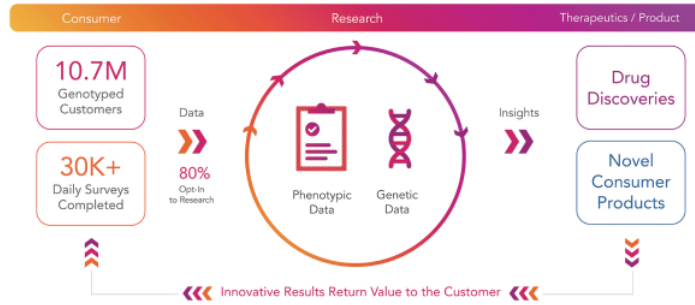 Consumer
Research
Therapeutics / Product
10.7M
Genotyped
Customers
30K+
Daily Surveys
Completed
Data
80%
Opt-In
to Research
Phenotypic
Data
Genetic
Data
Insights
Drug
Discoveries
Novel
Consumer
Products
Innovative Results Return Value to the Customer